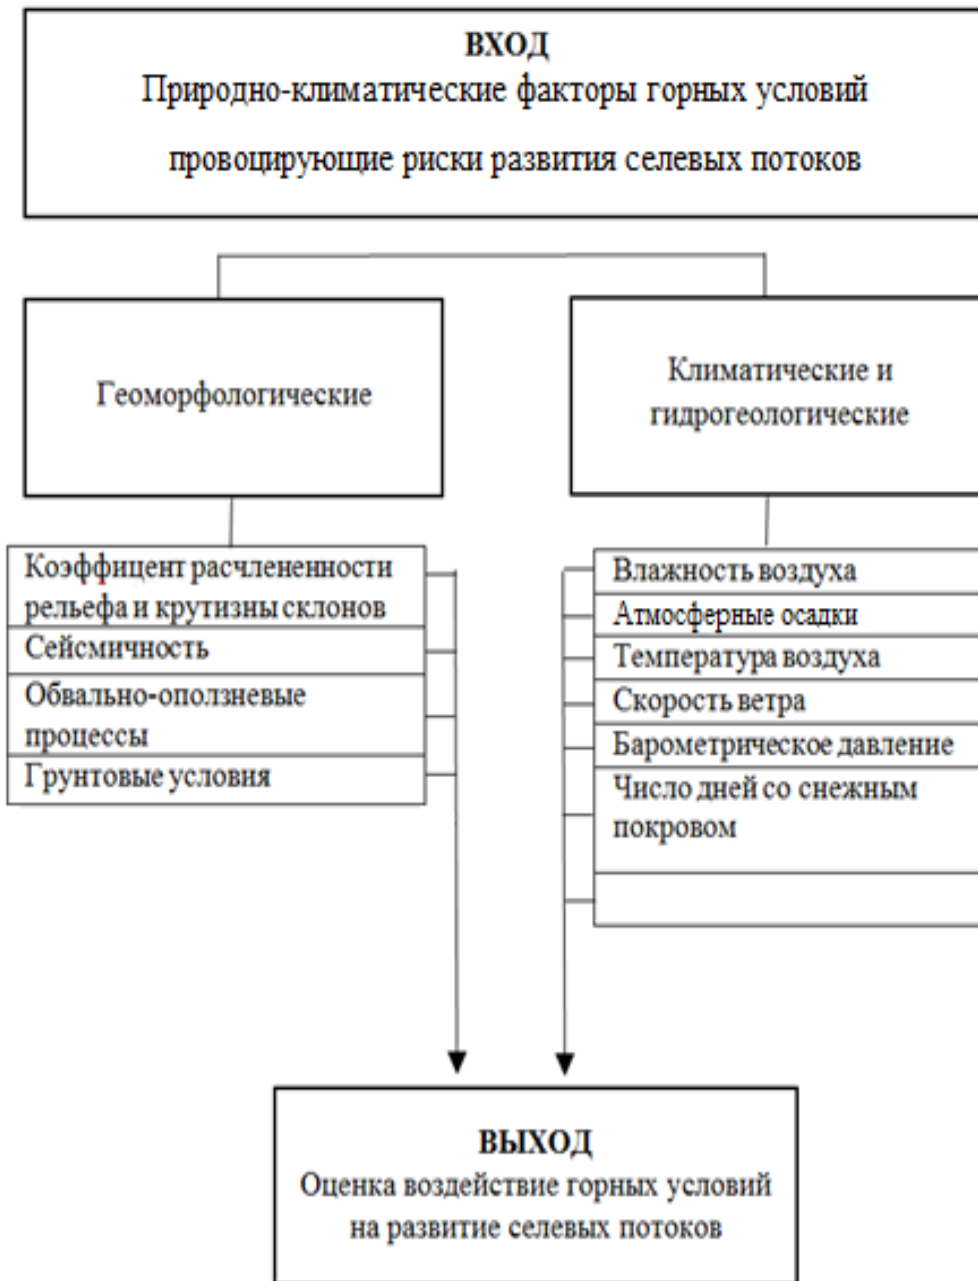 ВХОД
Природно-климатические факторы горных условий
провоцирующие риски развития селевых потоков
Геоморфологические
Климатические и
гидрогеологические
Коэффицент расчлененности
рельефа и крутизны склонов
Сейсмичность
Обвально-оползневые
процессы
Грунтовые условия
Влажность воздуха
Атмосферные осадки
Температура воздуха
Скорость ветра
Барометрическое давление
Число дней со снежным
покровом
ВЫХОД
Оценка воздействие горных условий
на развитие селевых потоков